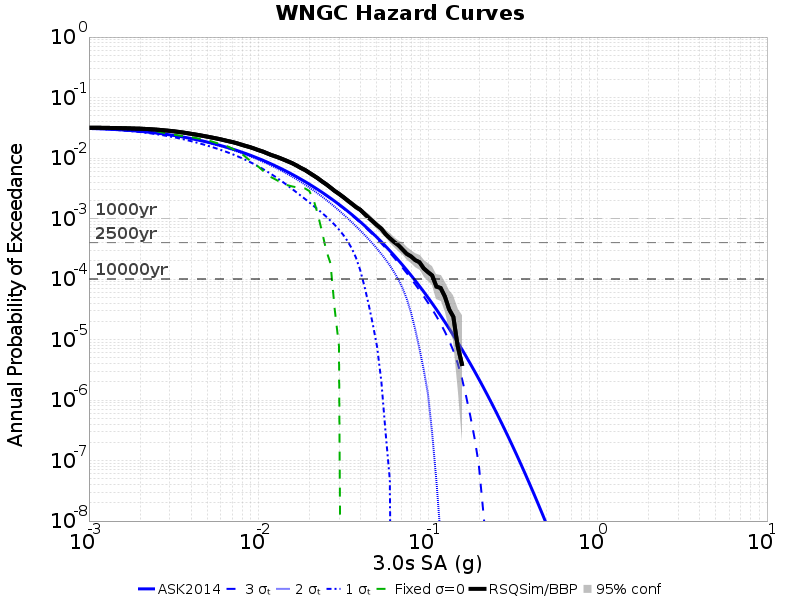 WNGC Hazard Curves
Annual Probability of Exceedance
10^0
10^-1
10^-2
10^-3
10^-4
10^-5
10^-6
10^-7
10^-8
1000yr
2500yr
10000yr
10^-3 10^-2 10^-1 10^0 10^1
3.0s SA (g)
ASK2014 3 σₜ 2 σₜ 1 σₜ Fixed σ=0 RSQSim/BBP 95% conf